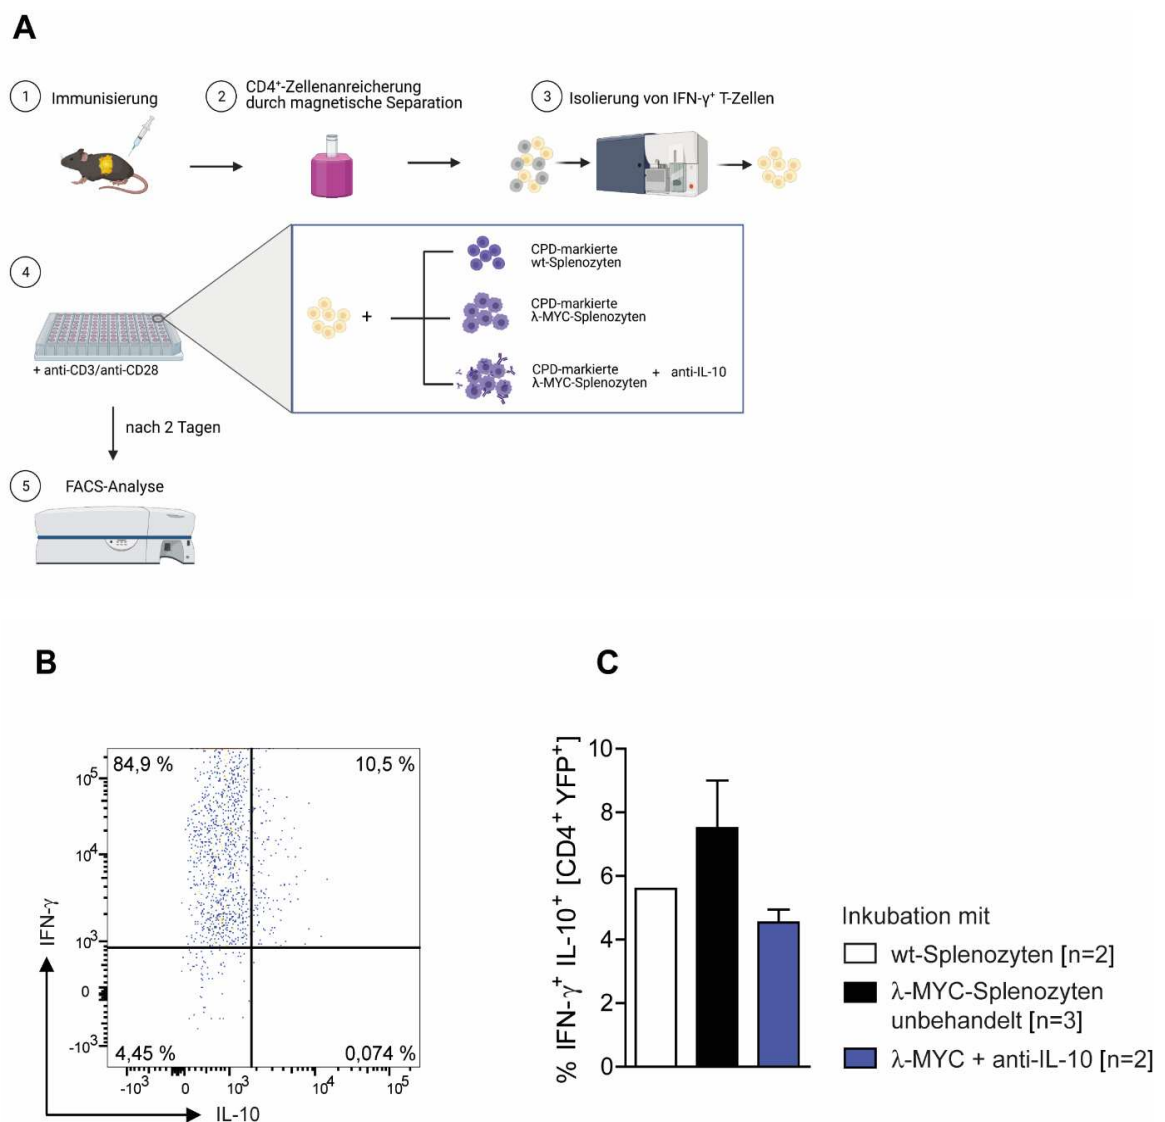 A
1 Immunisierung
2 CD4⁺-Zellenanreicherung
durch magnetische Separation
3 Isolierung von IFN-γ⁺ T-Zellen
4
+ anti-CD3/anti-CD28
+
CPD-markierte
wt-Splenozyten
CPD-markierte
λ-MYC-Splenozyten
CPD-markierte
λ-MYC-Splenozyten + anti-IL-10
nach 2 Tagen
5 FACS-Analyse
B
84,9 % 10,5 %
4,45 % 0,074 %
10⁵
10⁴
10³
0
-10³
IFN-γ
-10³ 0 10³ 10⁴ 10⁵
IL-10
C
% IFN-γ⁺ IL-10⁺ [CD4⁺ YFP⁺]
10
8
6
4
2
0
Inkubation mit
wt-Splenozyten [n=2]
λ-MYC-Splenozyten
unbehandelt [n=3]
λ-MYC + anti-IL-10 [n=2]